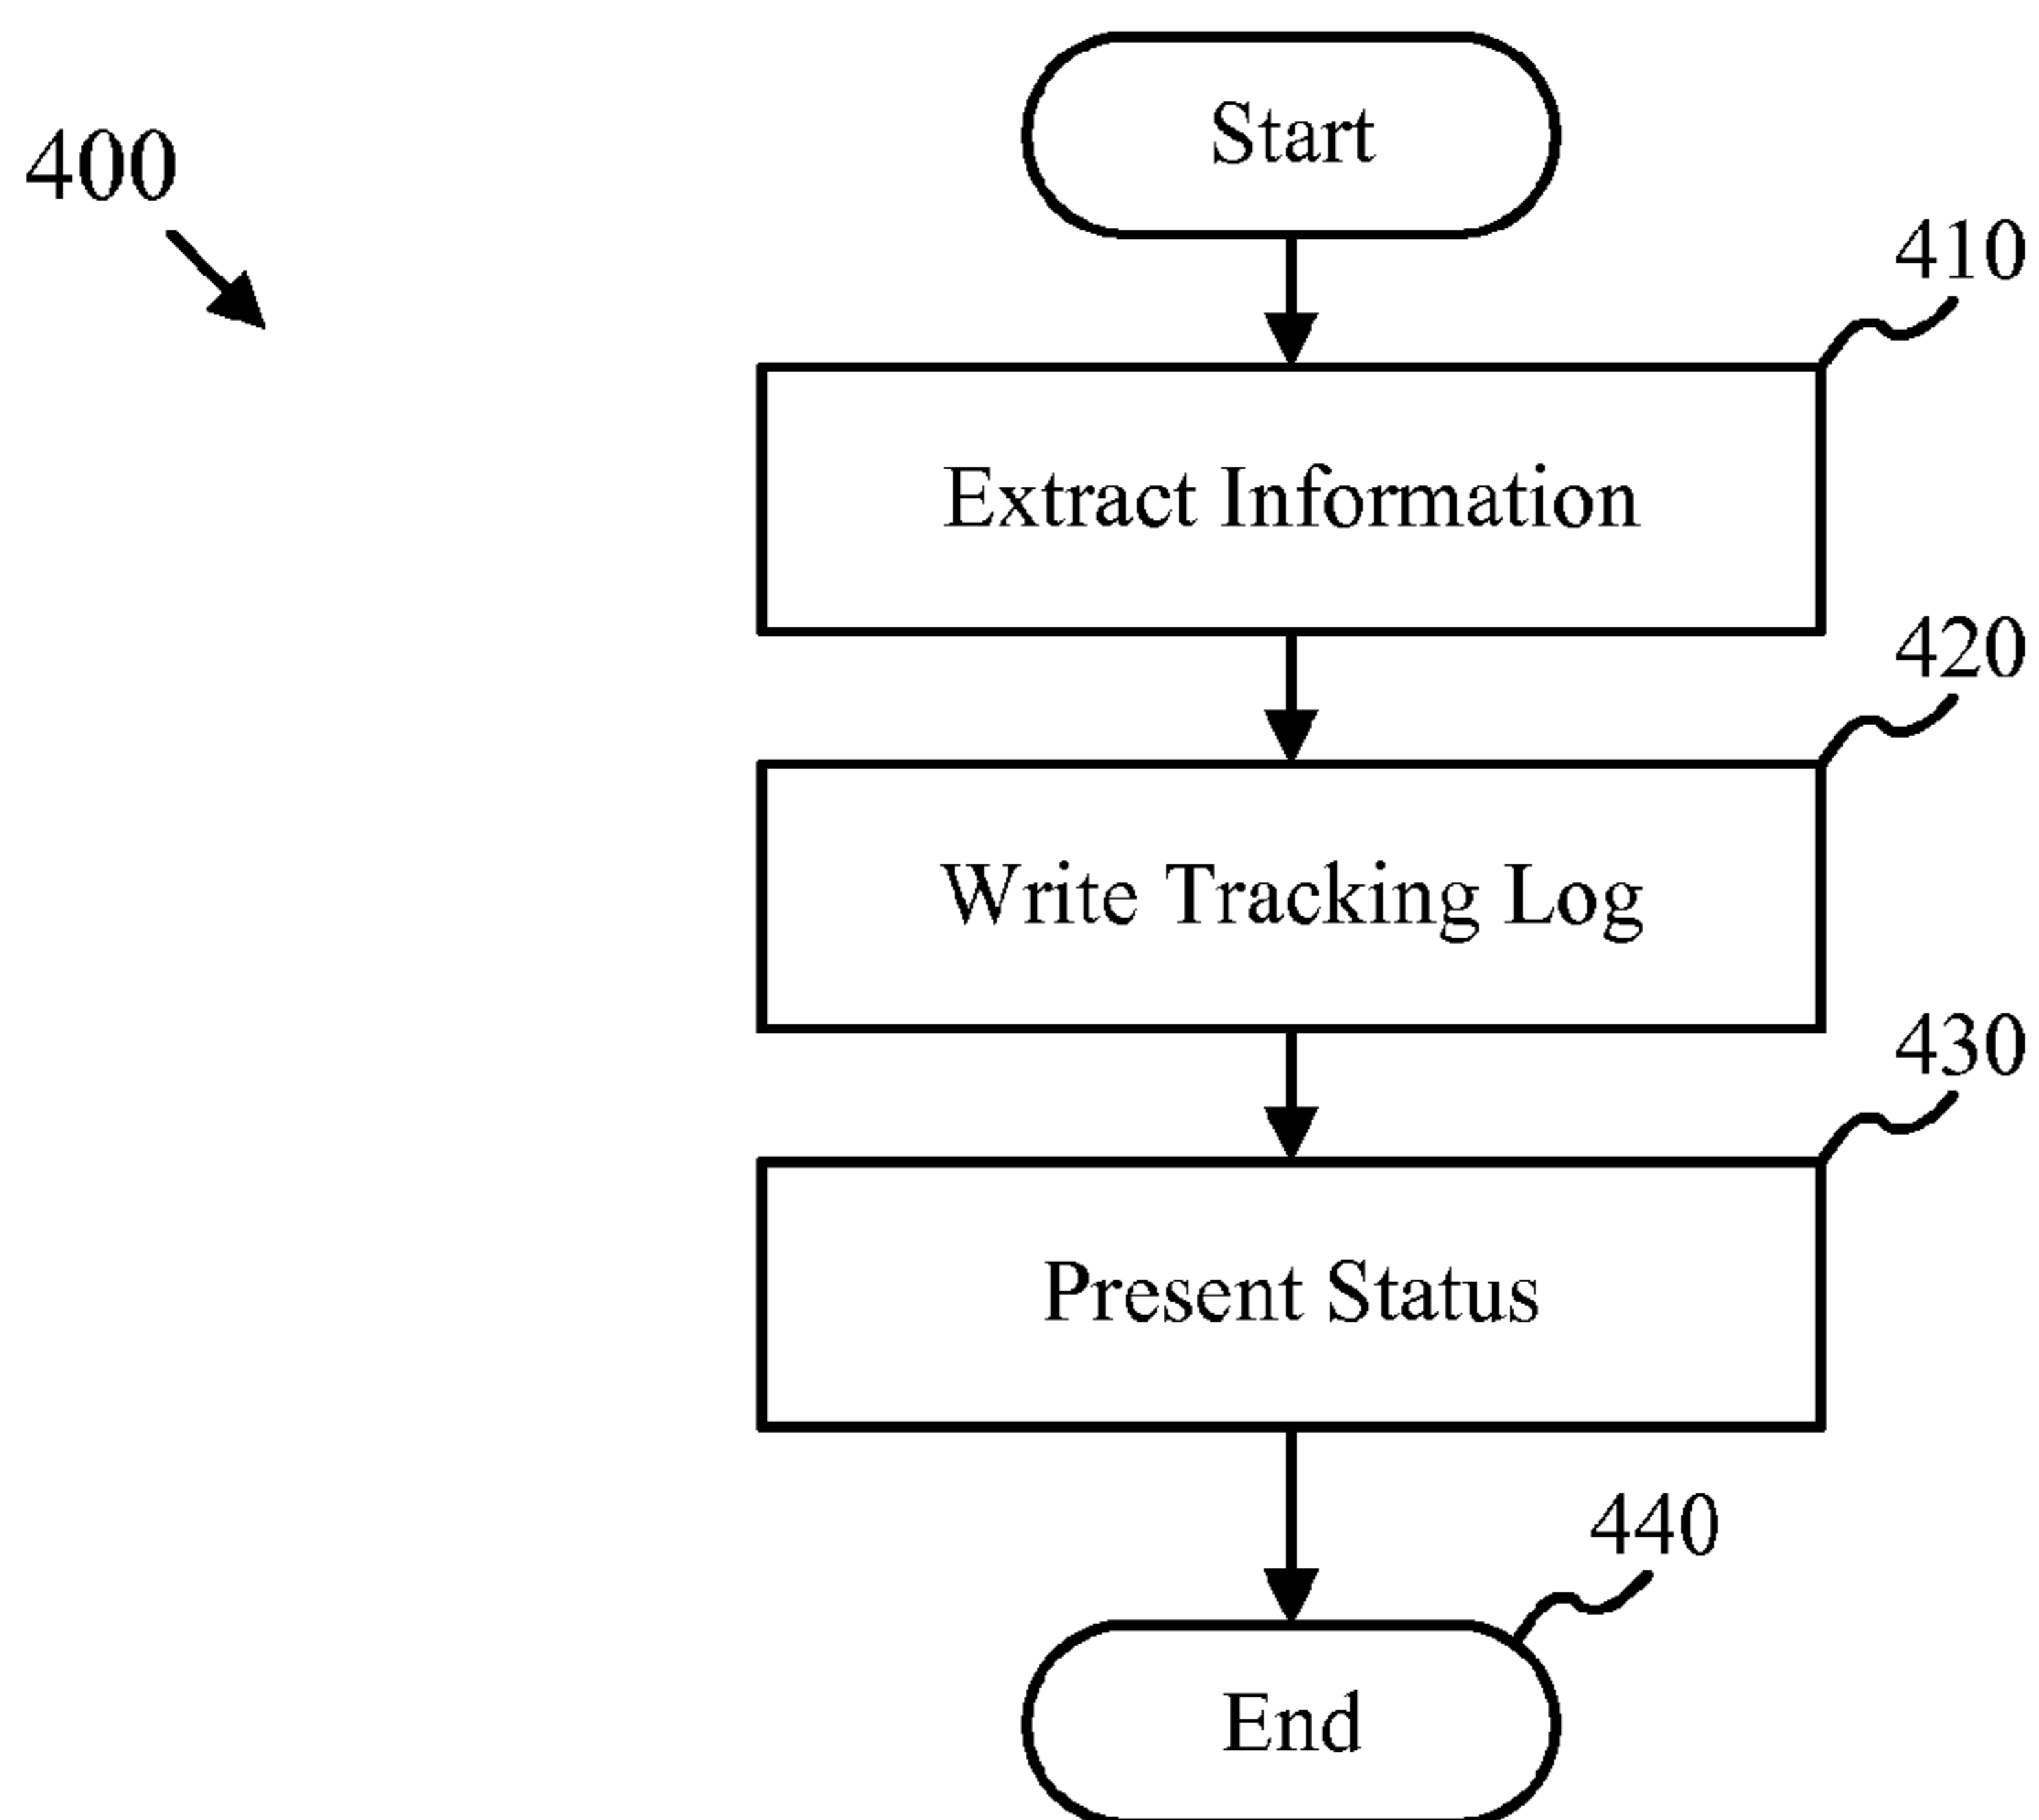 Start
400
410
Extract Information
420
Write Tracking Log
430
Present Status
440
End